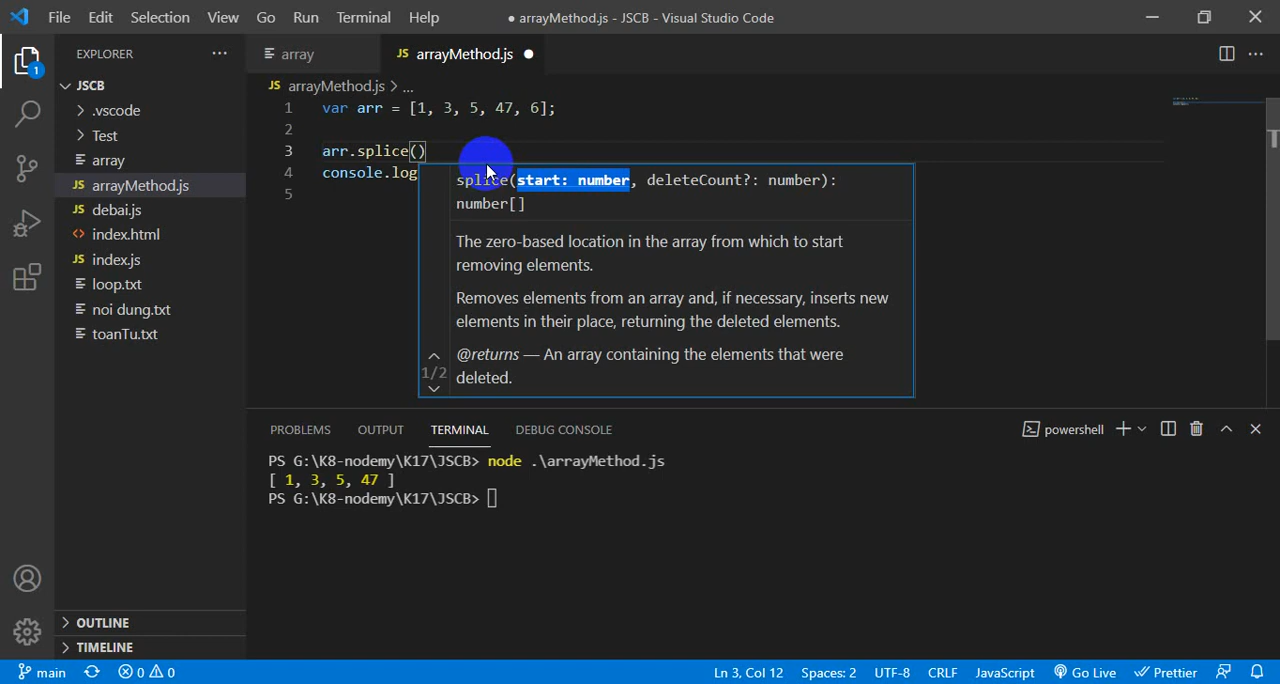 File Edit Selection View Go Run Terminal Help
● arrayMethod.js - JSCB - Visual Studio Code
1
EXPLORER
JSCB
.vscode
Test
array
JS arrayMethod.js
JS debai.js
<> index.html
JS index.js
loop.txt
noi dung.txt
toanTu.txt
OUTLINE
TIMELINE
array
JS arrayMethod.js ●
JS arrayMethod.js > ...
1 var arr = [1, 3, 5, 47, 6];
2
3 arr.splice()
4 console.log
5
splice(start: number, deleteCount?: number):
number[]
The zero-based location in the array from which to start
removing elements.
Removes elements from an array and, if necessary, inserts new
elements in their place, returning the deleted elements.
@returns — An array containing the elements that were
deleted.
1/2
PROBLEMS OUTPUT TERMINAL DEBUG CONSOLE
powershell
PS G:\K8-nodemy\K17\JSCB> node .\arrayMethod.js
[ 1, 3, 5, 47 ]
PS G:\K8-nodemy\K17\JSCB>
main 0 0 Ln 3, Col 12 Spaces: 2 UTF-8 CRLF JavaScript Go Live Prettier